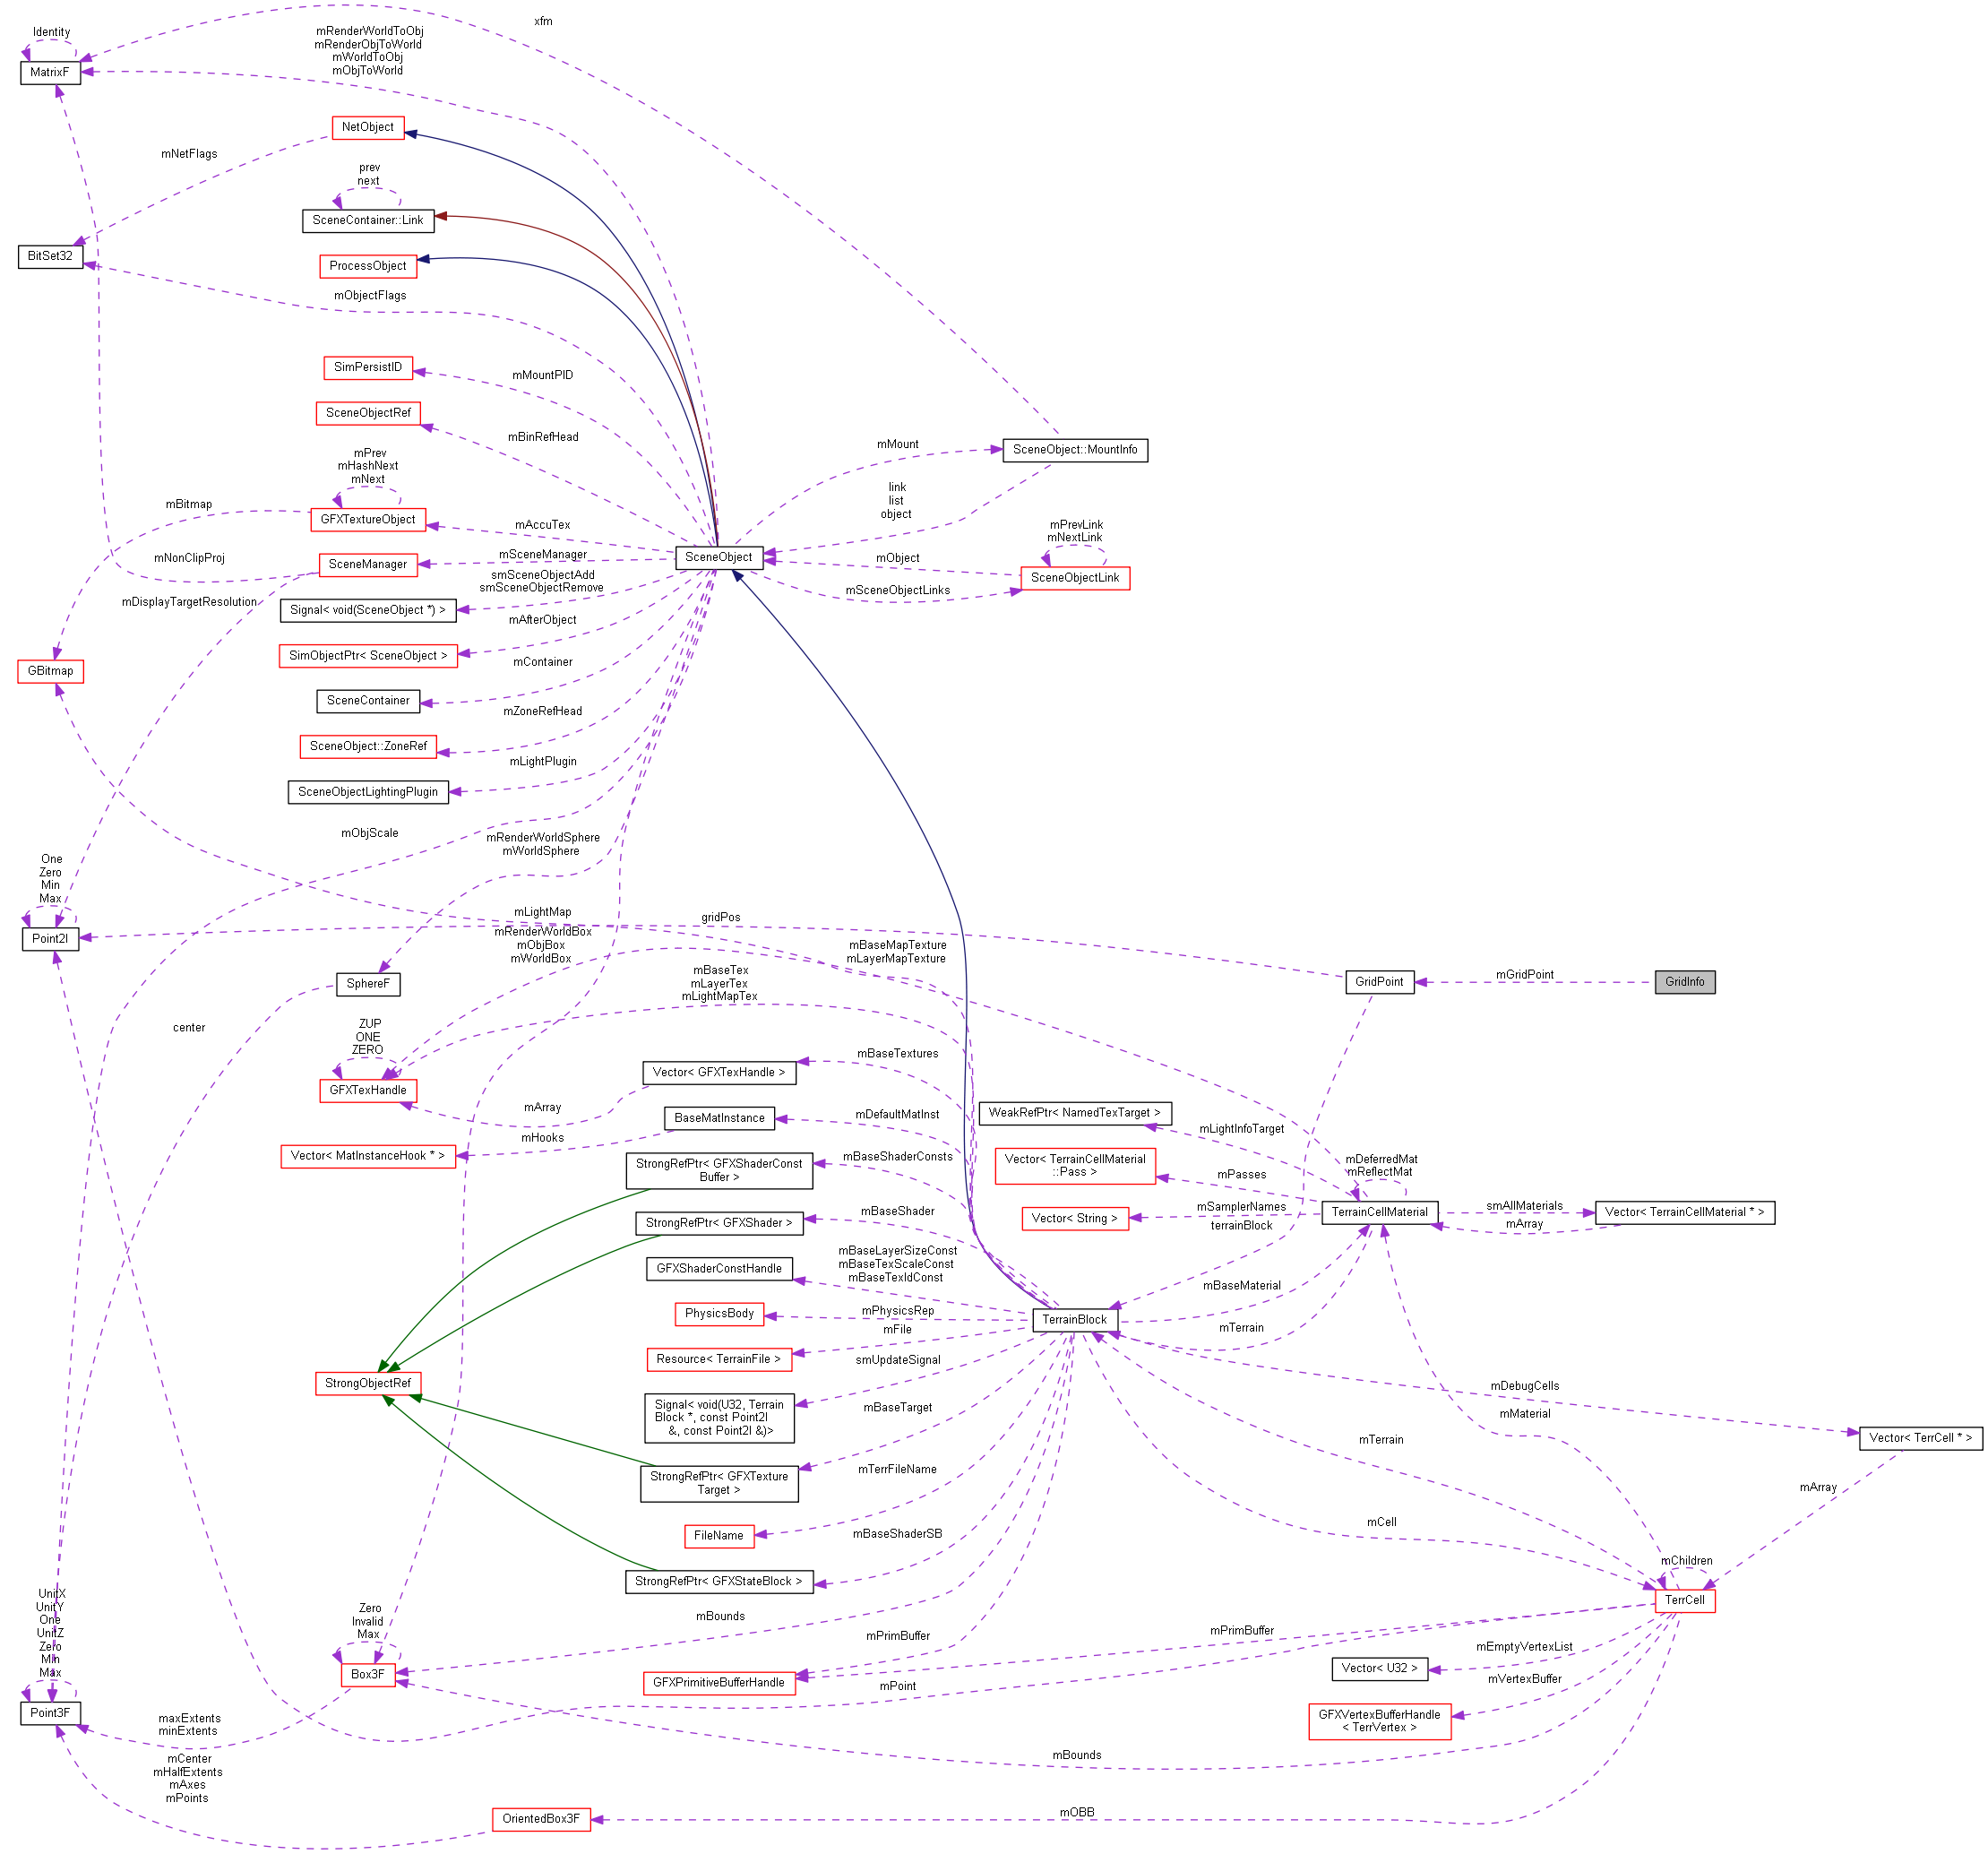 xfm
Identity
MatrixF
mRenderWorldToObj
mRenderObjToWorld
mWorldToObj
mObjToWorld
NetObject
mNetFlags
prev
next
SceneContainer::Link
BitSet32
ProcessObject
mObjectFlags
SimPersistID
mMountPID
SceneObjectRef
mBinRefHead
mMount
SceneObject::MountInfo
mPrev
mHashNext
mNext
mBitmap
GFXTextureObject
mAccuTex
link
list
object
mPrevLink
mNextLink
mNonClipProj
SceneManager
mSceneManager
SceneObject
mObject
SceneObjectLink
mDisplayTargetResolution
smSceneObjectAdd
smSceneObjectRemove
mSceneObjectLinks
Signal< void(SceneObject *) >
mAfterObject
SimObjectPtr< SceneObject >
GBitmap
mContainer
SceneContainer
mZoneRefHead
SceneObject::ZoneRef
mLightPlugin
SceneObjectLightingPlugin
mObjScale
mRenderWorldSphere
mWorldSphere
One
Zero
Min
Max
Point2I
mLightMap
gridPos
mRenderWorldBox
mObjBox
mWorldBox
mBaseMapTexture
mLayerMapTexture
SphereF
mBaseTex
mLayerTex
mLightMapTex
GridPoint
mGridPoint
GridInfo
center
ZUP
ONE
ZERO
GFXTexHandle
Vector< GFXTexHandle >
mBaseTextures
mArray
BaseMatInstance
mDefaultMatInst
WeakRefPtr< NamedTexTarget >
mLightInfoTarget
mHooks
Vector< MatInstanceHook * >
StrongRefPtr< GFXShaderConst
Buffer >
mBaseShaderConsts
Vector< TerrainCellMaterial
::Pass >
mPasses
mDeferredMat
mReflectMat
StrongRefPtr< GFXShader >
mBaseShader
Vector< String >
mSamplerNames
terrainBlock
TerrainCellMaterial
smAllMaterials
mArray
Vector< TerrainCellMaterial * >
GFXShaderConstHandle
mBaseLayerSizeConst
mBaseTexScaleConst
mBaseTexIdConst
mBaseMaterial
PhysicsBody
mPhysicsRep
TerrainBlock
mTerrain
mFile
Resource< TerrainFile >
smUpdateSignal
StrongObjectRef
mDebugCells
Signal< void(U32, Terrain
Block *, const Point2I
&, const Point2I &)>
mBaseTarget
mMaterial
mTerrain
Vector< TerrCell * >
StrongRefPtr< GFXTexture
Target >
mTerrFileName
mArray
FileName
mBaseShaderSB
mCell
StrongRefPtr< GFXStateBlock >
mChildren
TerrCell
UnitX
UnitY
One
UnitZ
Zero
Min
Max
Point3F
Zero
Invalid
Max
Box3F
mBounds
mPrimBuffer
mPrimBuffer
mEmptyVertexList
Vector< U32 >
GFXPrimitiveBufferHandle
mPoint
mVertexBuffer
GFXVertexBufferHandle
< TerrVertex >
maxExtents
minExtents
mBounds
mCenter
mHalfExtents
mAxes
mPoints
OrientedBox3F
mOBB